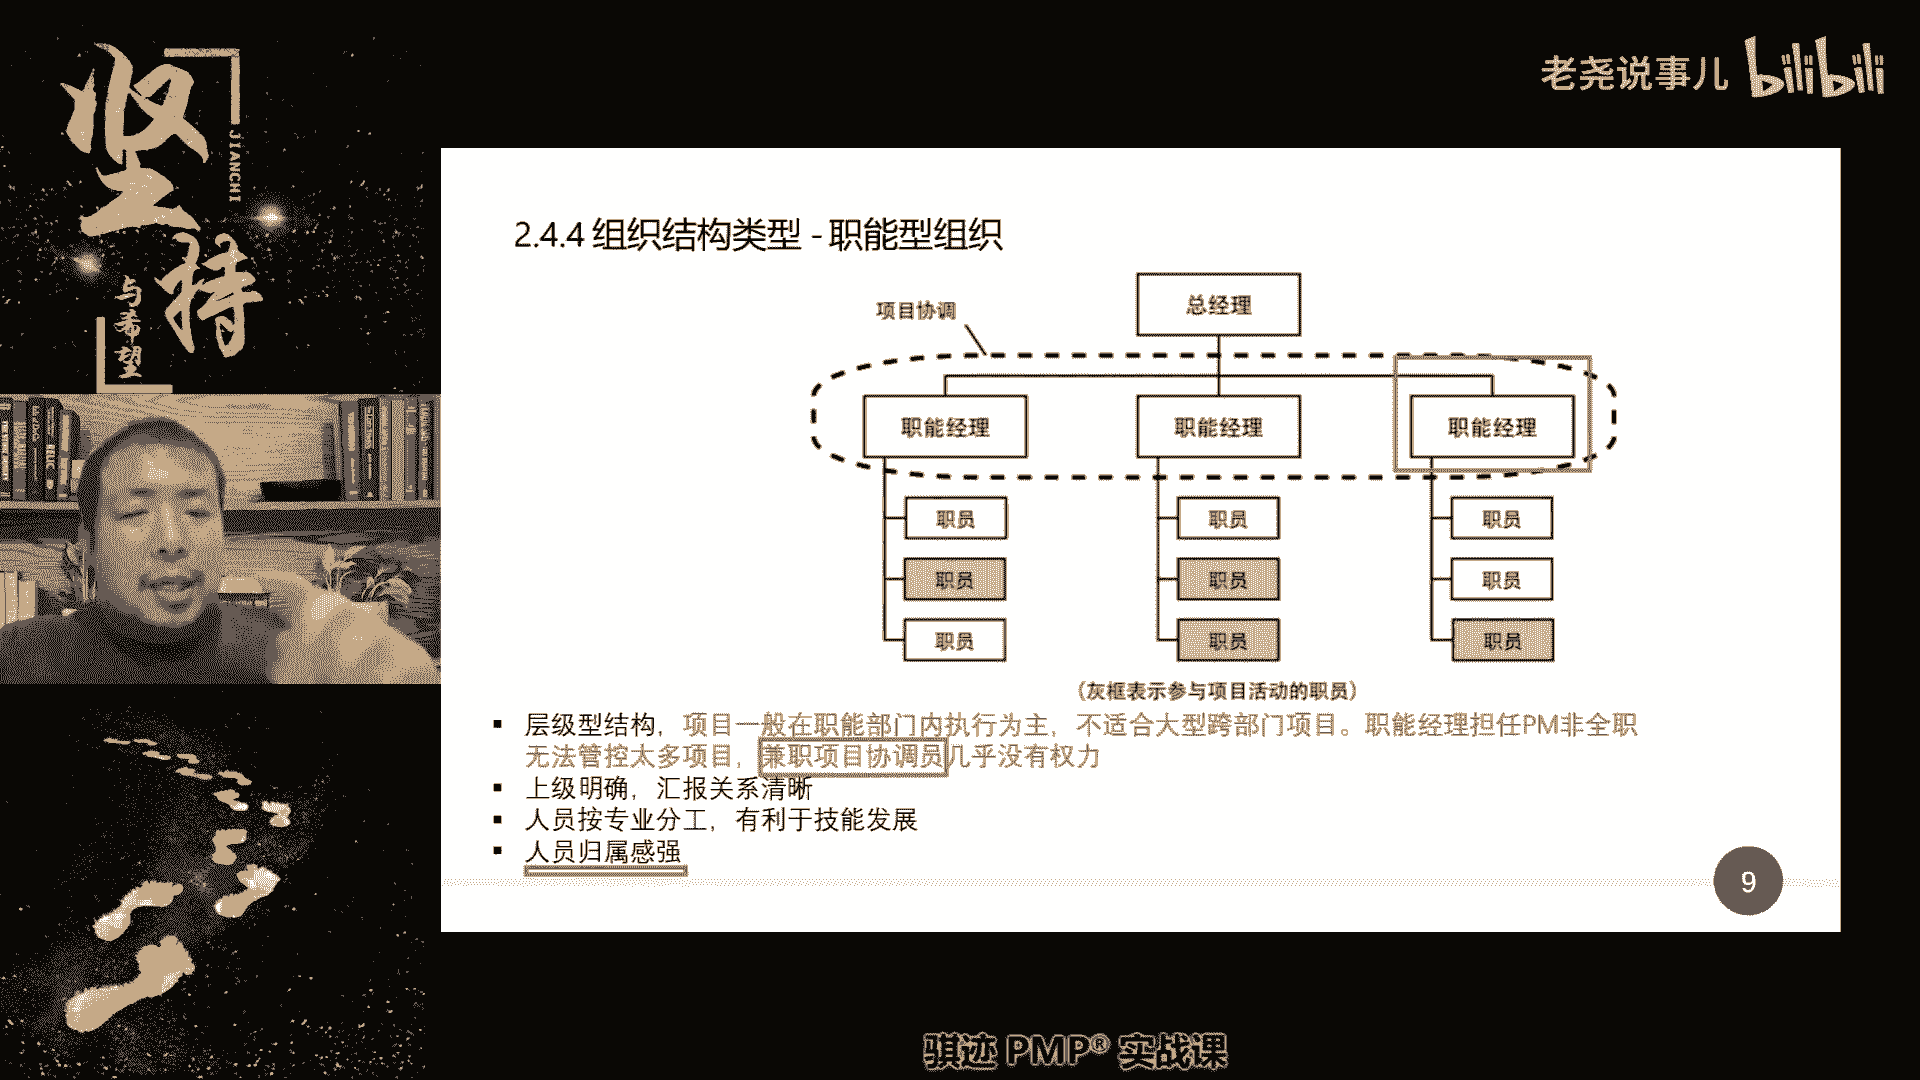 坚持
JIANCHI
与希望
老尧说事儿 bilibili
2.4.4 组织结构类型 - 职能型组织
项目协调
总经理
职能经理 职能经理 职能经理
职员 职员 职员
职员 职员 职员
职员 职员 职员
（灰框表示参与项目活动的职员）
▪ 层级型结构，项目一般在职能部门内执行为主，不适合大型跨部门项目。职能经理担任PM非全职
无法管控太多项目，兼职项目协调员几乎没有权力
▪ 上级明确，汇报关系清晰
▪ 人员按专业分工，有利于技能发展
▪ 人员归属感强
9
骐迹 PMP® 实战课